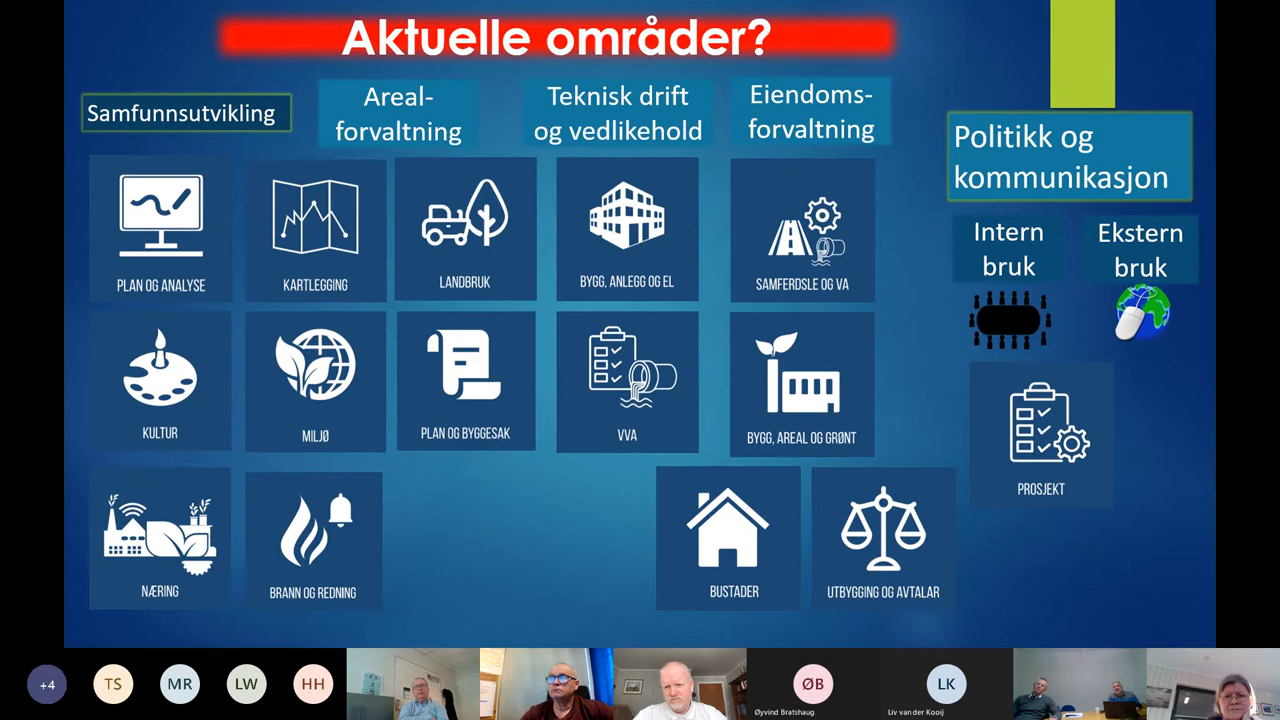 Aktuelle områder?
Samfunnsutvikling
Areal-
forvaltning
Teknisk drift
og vedlikehold
Eiendoms-
forvaltning
Politikk og
kommunikasjon
Intern
bruk
Ekstern
bruk
PLAN OG ANALYSE
KARTLEGGING
LANDBRUK
BYGG, ANLEGG OG EL
SAMFERDSLE OG VA
KULTUR
MILJØ
PLAN OG BYGGESAK
VVA
BYGG, AREAL OG GRØNT
PROSJEKT
NÆRING
BRANN OG REDNING
BUSTADER
UTBYGGING OG AVTALAR
+4
TS
MR
LW
HH
ØB
Øyvind Bratshaug
LK
Liv van der Kooij